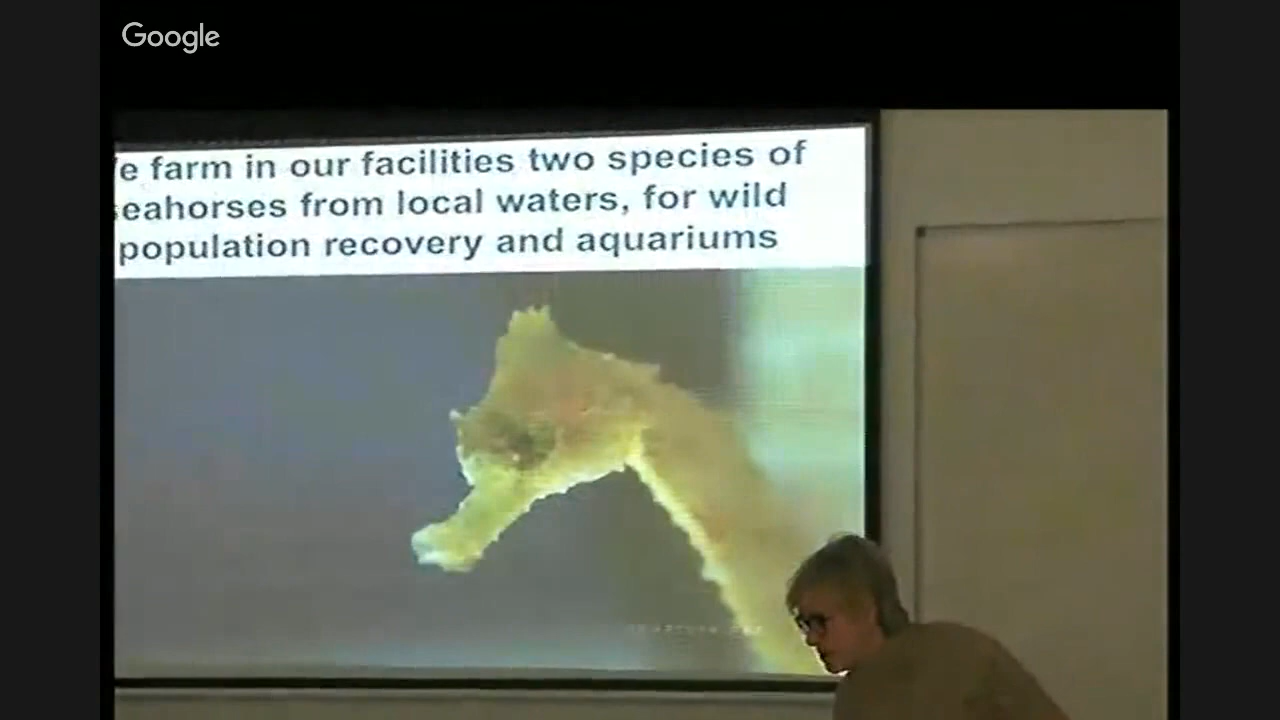 Google
e farm in our facilities two species of
eahorses from local waters, for wild
population recovery and aquariums